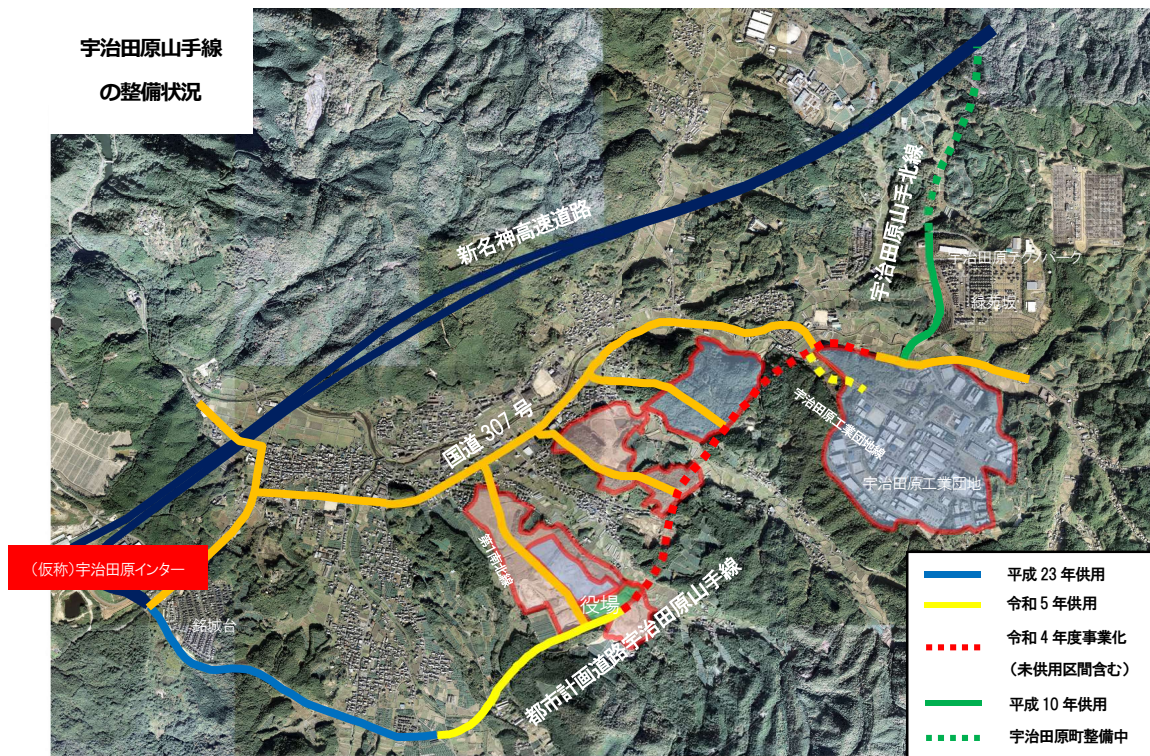 宇治田原山手線
の整備状況
新名神高速道路
宇治田原山手北線
宇治田原テクノパーク
緑苑坂
国道 307 号
宇治田原工業団地線
宇治田原工業団地
第1南北線
(仮称)宇治田原インター
役場
銘城台
都市計画道路宇治田原山手線
平成 23 年供用
令和 5 年供用
令和 4 年度事業化
(未供用区間含む)
平成 10 年供用
宇治田原町整備中